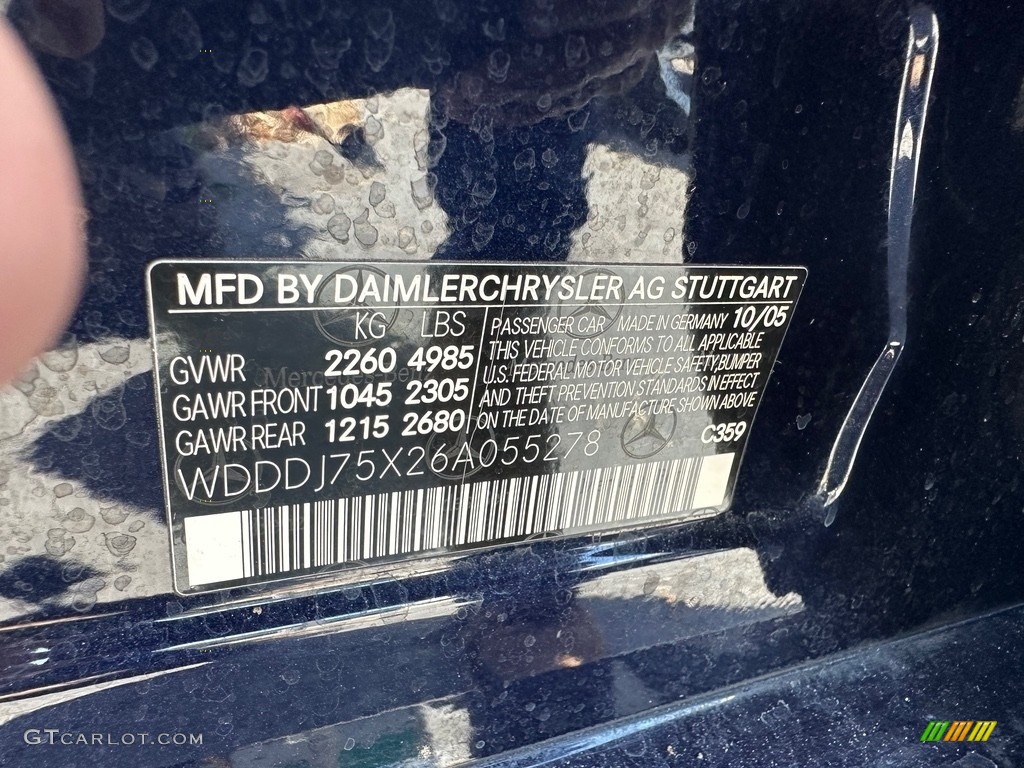 MFD BY DAIMLERCHRYSLER AG STUTTGART
KG LBS
GVWR 2260 4985
GAWR FRONT 1045 2305
GAWR REAR 1215 2680
PASSENGER CAR MADE IN GERMANY 10/05
THIS VEHICLE CONFORMS TO ALL APPLICABLE
U.S. FEDERAL MOTOR VEHICLE SAFETY, BUMPER
AND THEFT PREVENTION STANDARDS IN EFFECT
ON THE DATE OF MANUFACTURE SHOWN ABOVE
C359
WDDDJ75X26A055278
GTCARLOT.COM